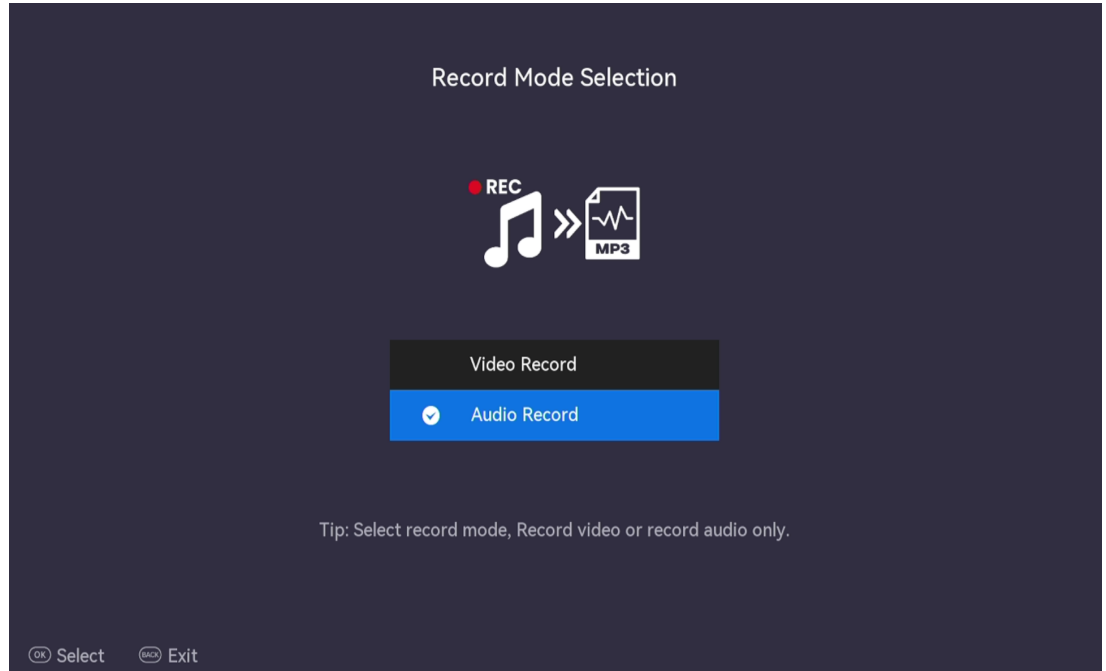 Record Mode Selection
REC
MP3
Video Record
Audio Record
Tip: Select record mode, Record video or record audio only.
OK Select BACK Exit